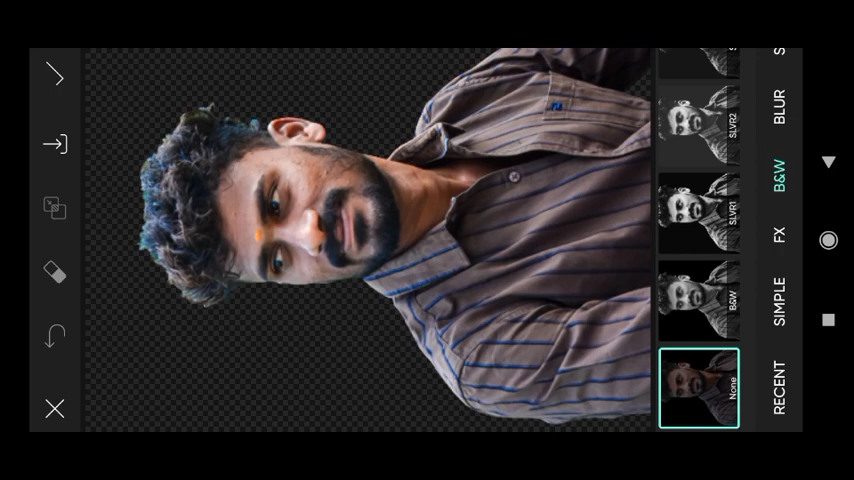 None
B&W
SLVR1
SLVR2
RECENT
SIMPLE
FX
B&W
BLUR